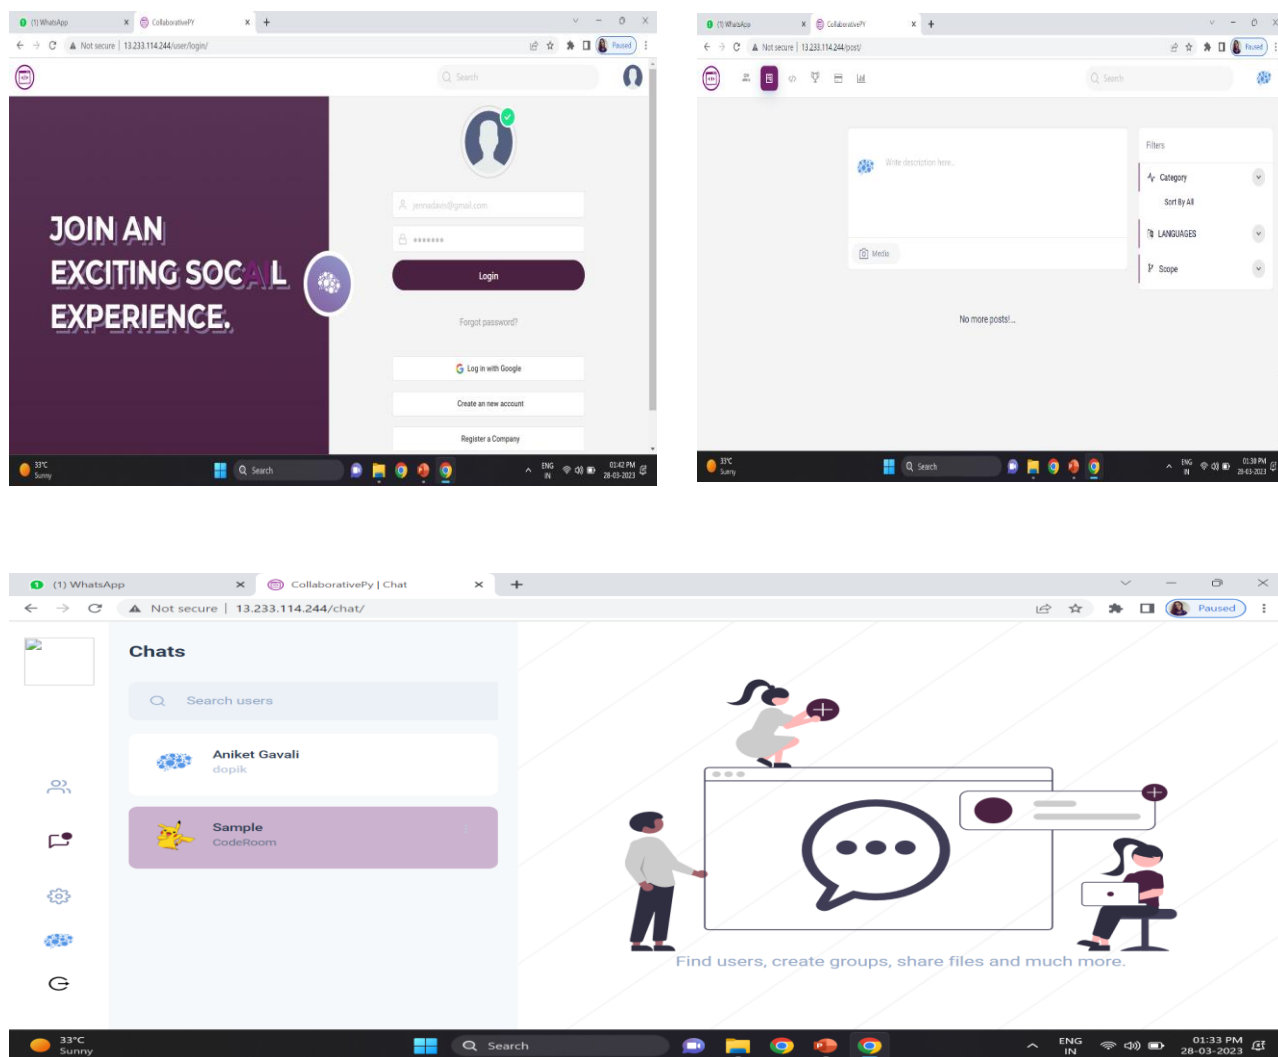 (1) WhatsApp
CollaborativePY
Not secure | 13.233.114.244/user/login/
Paused
Search
JOIN AN
EXCITING SOCAIL
EXPERIENCE.
jennadavis@gmail.com
Login
Forgot password?
Log in with Google
Create an new account
Register a Company
33°C
Sunny
Search
ENG
IN
01:42 PM
28-03-2023
(1) WhatsApp
CollaborativePY
Not secure | 13.233.114.244/post/
Paused
Search
Write description here...
Media
Filters
Category
Sort By All
LANGUAGES
Scope
No more posts!...
33°C
Sunny
Search
ENG
IN
01:38 PM
28-03-2023
(1) WhatsApp
CollaborativePy | Chat
Not secure | 13.233.114.244/chat/
Paused
Chats
Search users
Aniket Gavali
dopik
Sample
CodeRoom
Find users, create groups, share files and much more.
33°C
Sunny
Search
ENG
IN
01:33 PM
28-03-2023